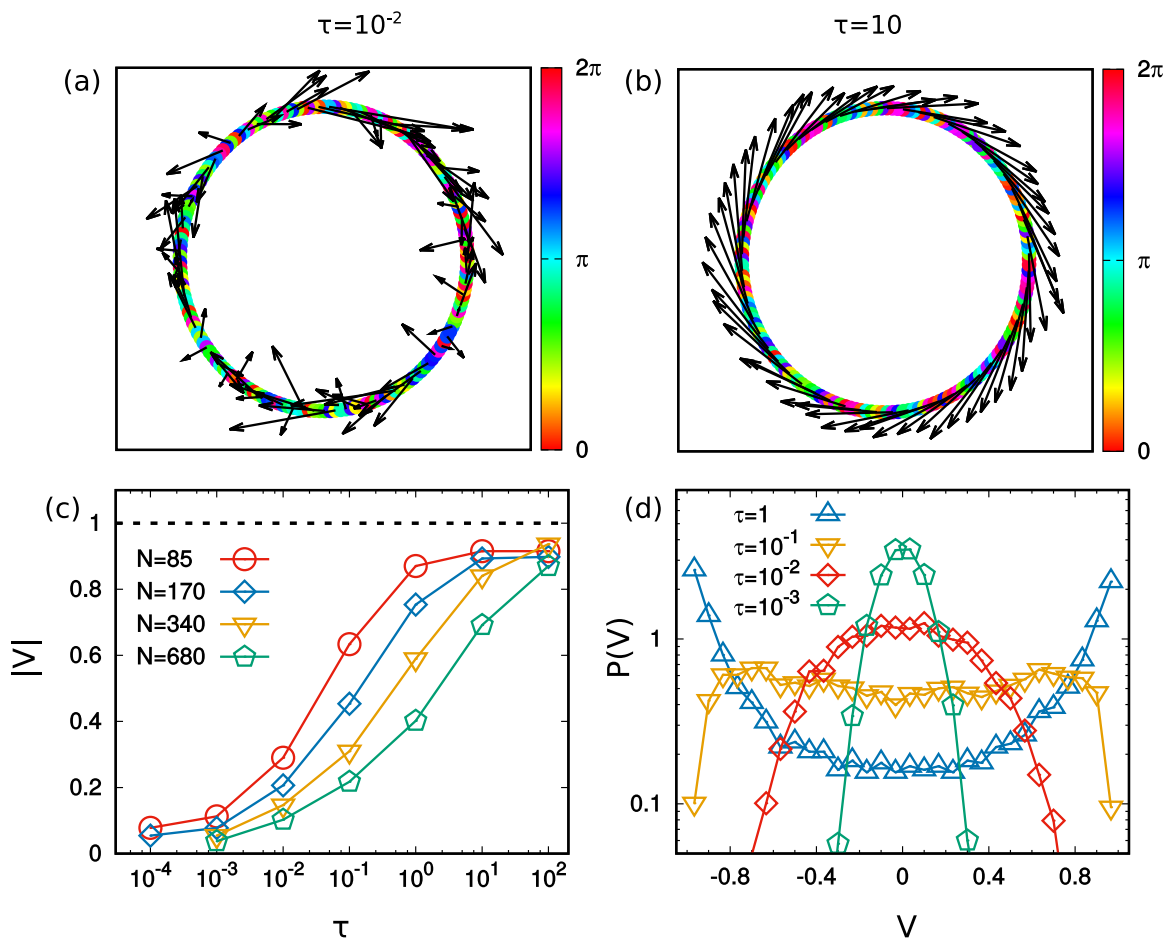 τ=10⁻²
τ=10
(a)
2π
π
0
(b)
2π
π
0
(c)
|V|
1
0.8
0.6
0.4
0.2
0
N=85
N=170
N=340
N=680
10⁻⁴ 10⁻³ 10⁻² 10⁻¹ 10⁰ 10¹ 10²
τ
(d)
P(V)
1
0.1
τ=1
τ=10⁻¹
τ=10⁻²
τ=10⁻³
-0.8 -0.4 0 0.4 0.8
V